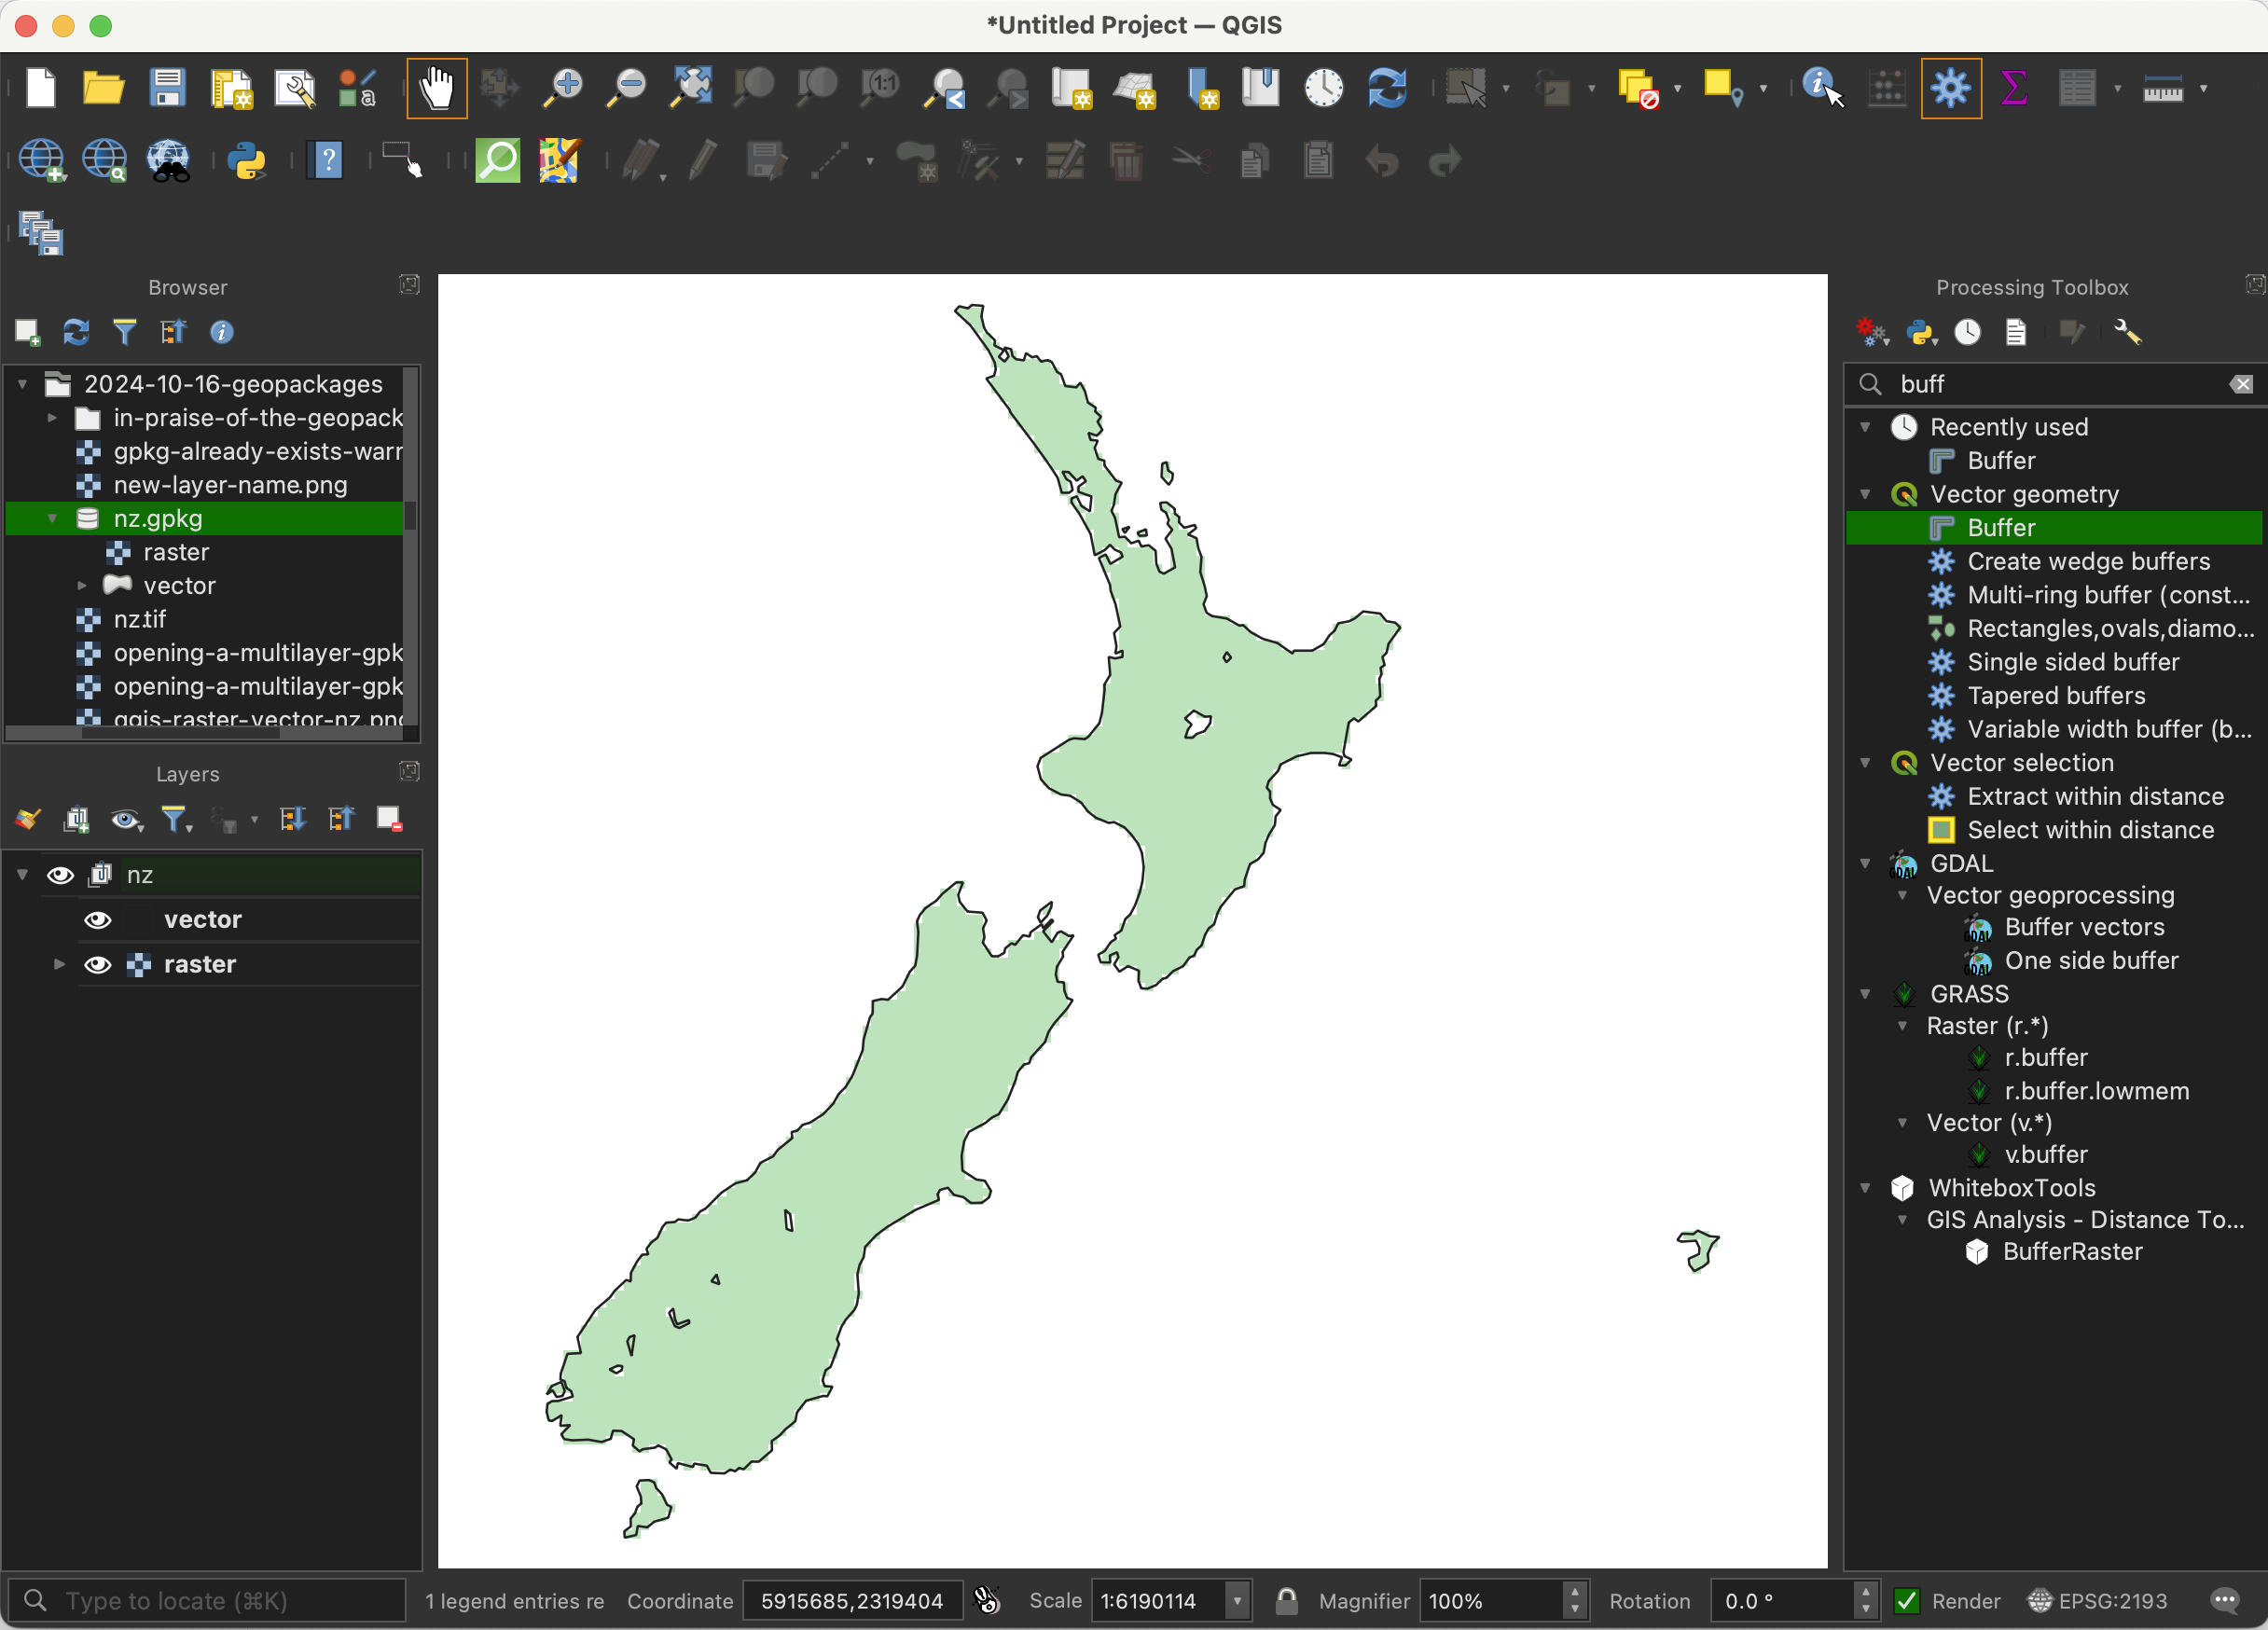 *Untitled Project — QGIS
Browser
2024-10-16-geopackages
in-praise-of-the-geopack
gpkg-already-exists-warr
new-layer-name.png
nz.gpkg
raster
vector
nz.tif
opening-a-multilayer-gpk
opening-a-multilayer-gpk
qgis-raster-vector-nz.png
Layers
nz
vector
raster
Processing Toolbox
buff
Recently used
Buffer
Vector geometry
Buffer
Create wedge buffers
Multi-ring buffer (const...
Rectangles,ovals,diamo...
Single sided buffer
Tapered buffers
Variable width buffer (b...
Vector selection
Extract within distance
Select within distance
GDAL
Vector geoprocessing
Buffer vectors
One side buffer
GRASS
Raster (r.*)
r.buffer
r.buffer.lowmem
Vector (v.*)
v.buffer
WhiteboxTools
GIS Analysis - Distance To...
BufferRaster
Type to locate (⌘K) 1 legend entries re Coordinate 5915685,2319404 Scale 1:6190114 Magnifier 100% Rotation 0.0 ° Render EPSG:2193